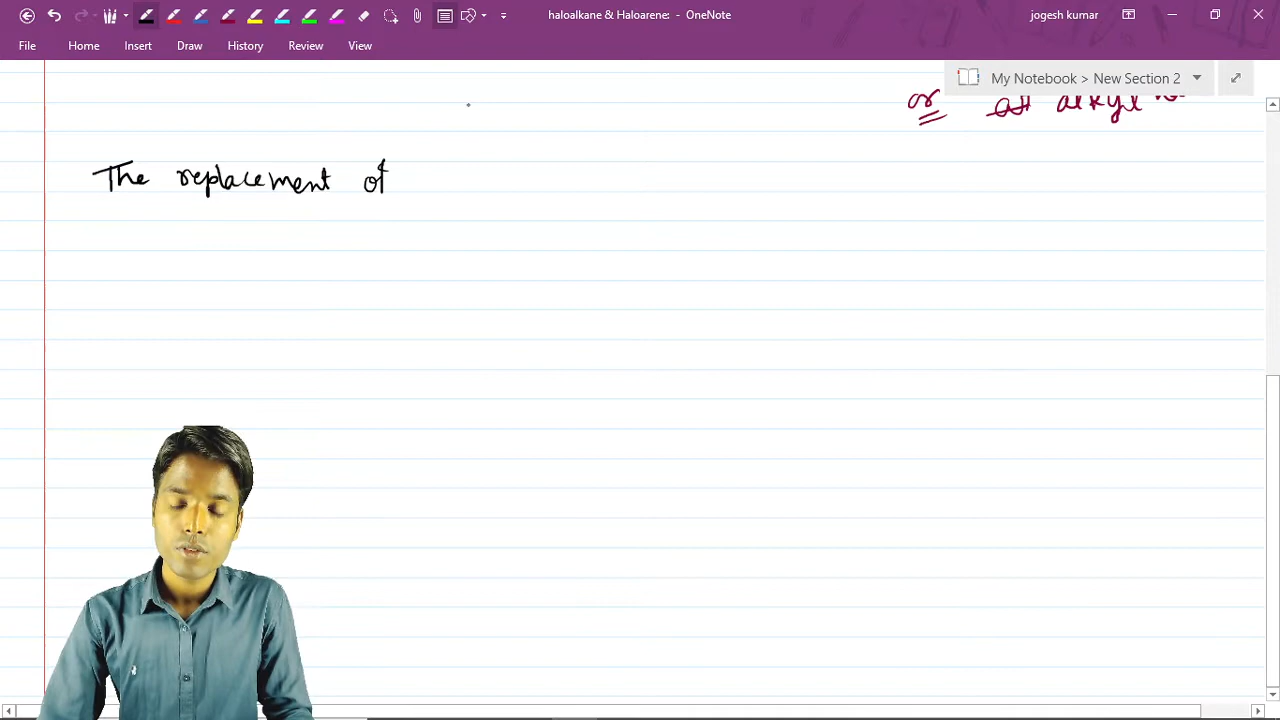 haloalkane & Haloarene: - OneNote
jogesh kumar
File Home Insert Draw History Review View
My Notebook > New Section 2
or alkyl
The replacement of